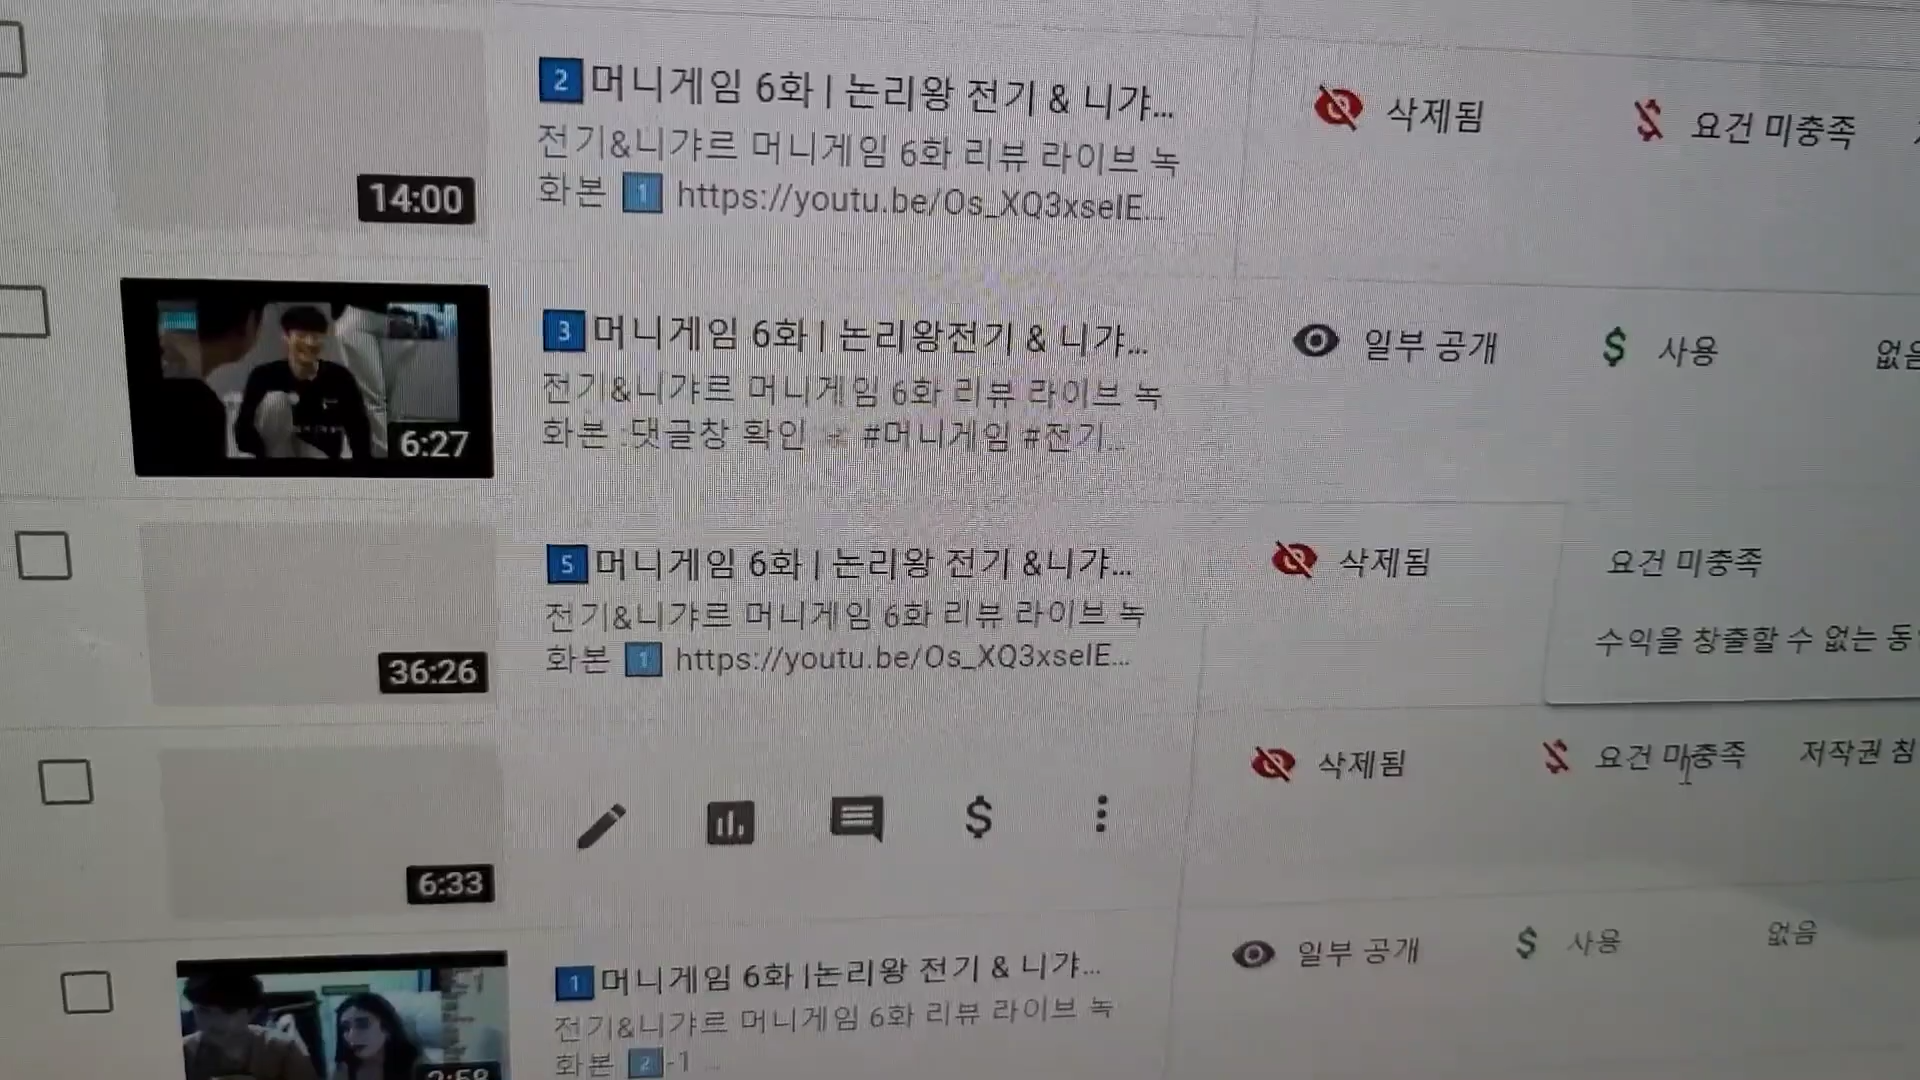 2 머니게임 6화 | 논리왕 전기 & 니갸...
전기&니갸르 머니게임 6화 리뷰 라이브 녹
화본 1 https://youtu.be/Os_XQ3xselE...
14:00
삭제됨
요건 미충족
3 머니게임 6화 | 논리왕전기 & 니갸...
전기&니갸르 머니게임 6화 리뷰 라이브 녹
화본 :댓글창 확인 #머니게임 #전기...
6:27
일부 공개
$ 사용
없음
5 머니게임 6화 | 논리왕 전기 &니갸...
전기&니갸르 머니게임 6화 리뷰 라이브 녹
화본 1 https://youtu.be/Os_XQ3xselE...
36:26
삭제됨
요건 미충족
수익을 창출할 수 없는 동
6:33
$
삭제됨
요건 미충족
저작권 침
1 머니게임 6화 |논리왕 전기 & 니갸...
전기&니갸르 머니게임 6화 리뷰 라이브 녹
화본 2-1 ...
2:58
일부 공개
$ 사용
없음